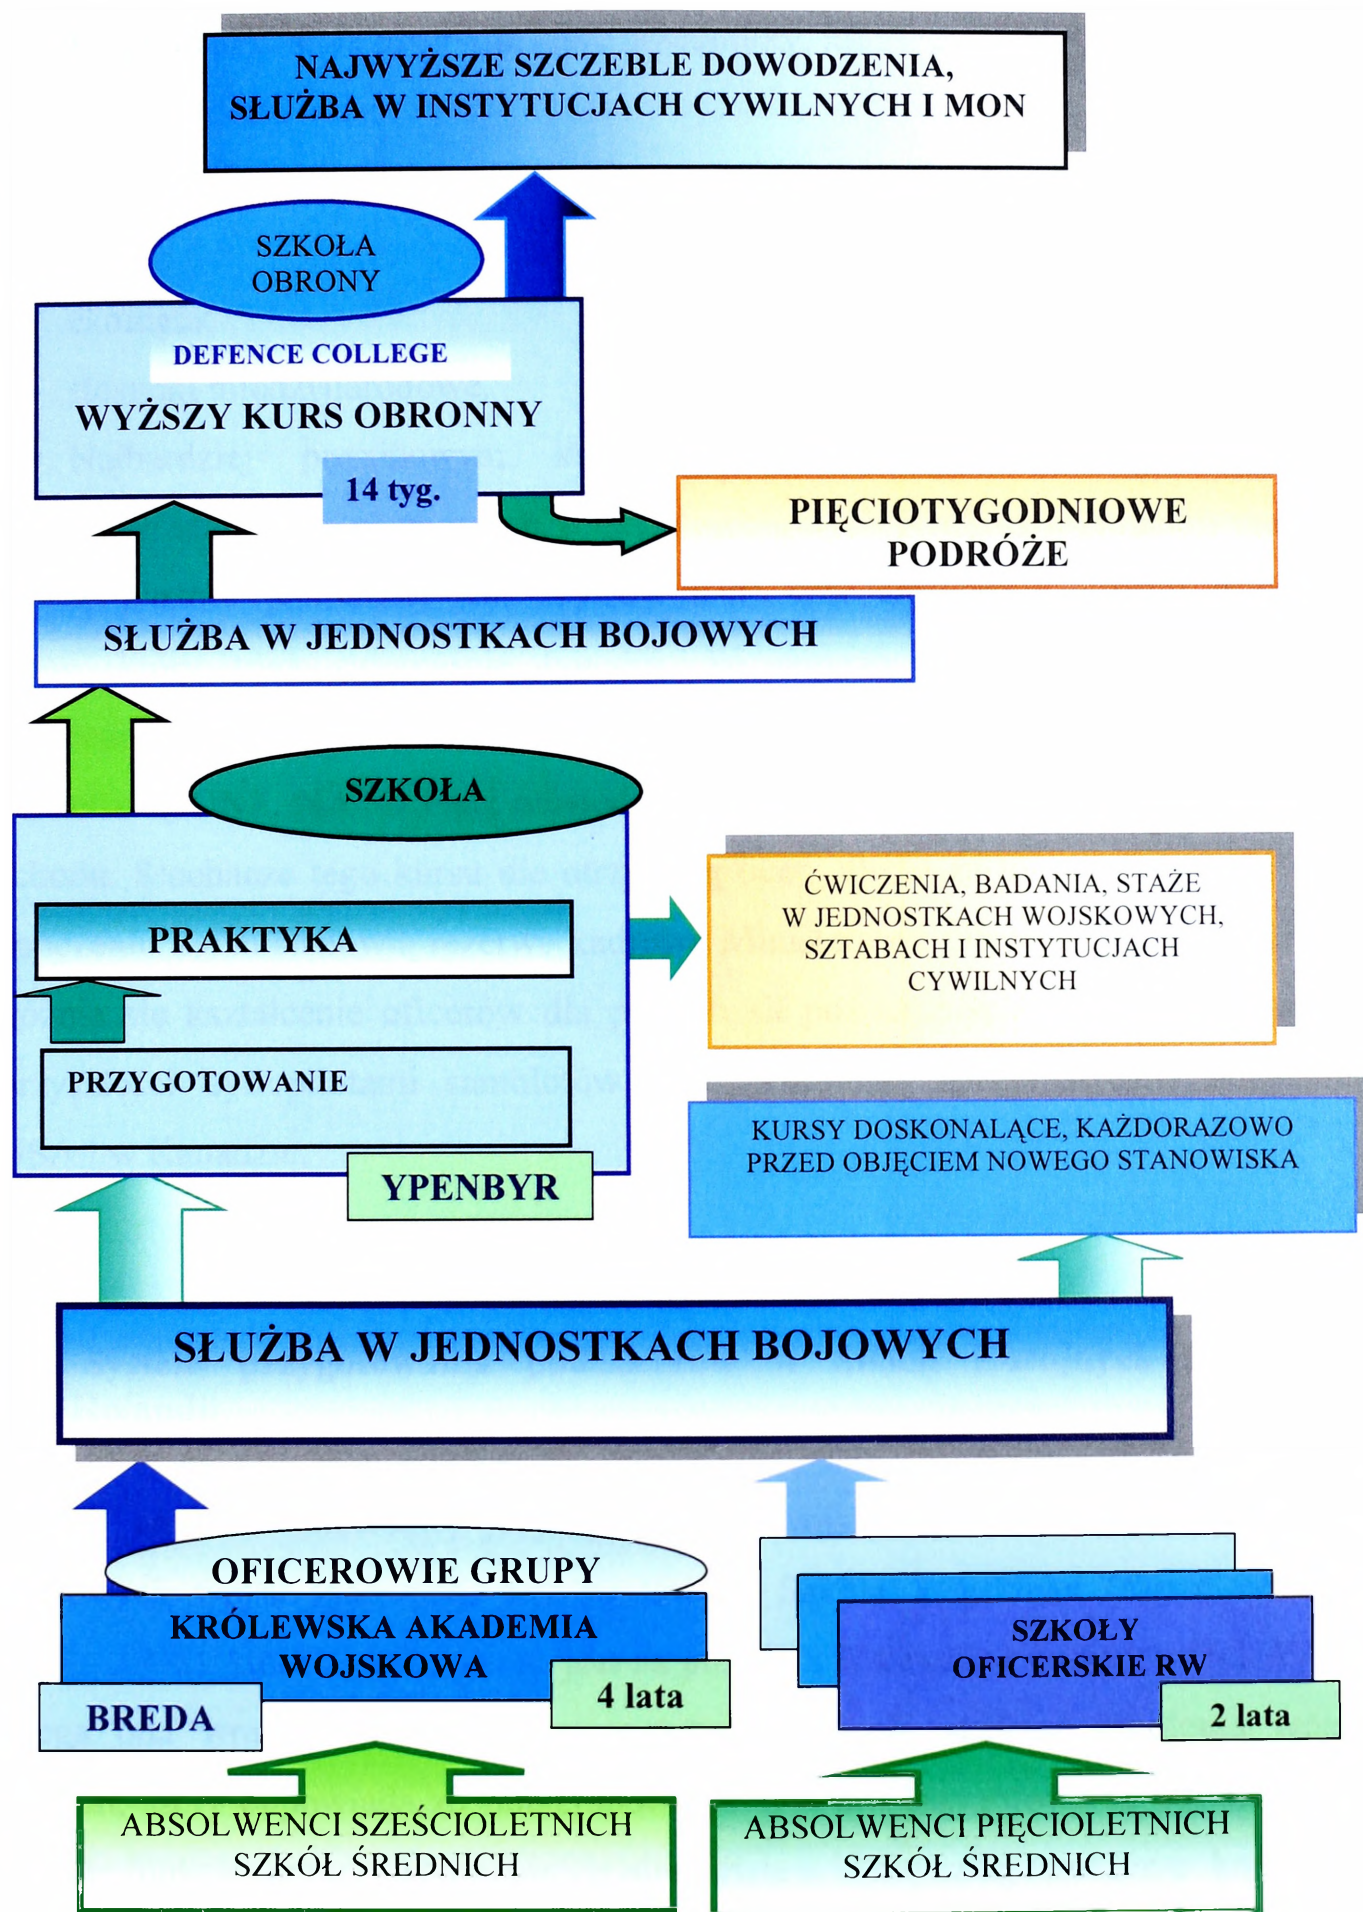 NAJWYŻSZE SZCZEBLE DOWODZENIA,
SŁUŻBA W INSTYTUCJACH CYWILNYCH I MON
SZKOŁA
OBRONY
DEFENCE COLLEGE
WYŻSZY KURS OBRONNY
14 tyg.
PIĘCIOTYGODNIOWE
PODRÓŻE
SŁUŻBA W JEDNOSTKACH BOJOWYCH
SZKOŁA
PRAKTYKA
PRZYGOTOWANIE
YPENBYR
ĆWICZENIA, BADANIA, STAŻE
W JEDNOSTKACH WOJSKOWYCH,
SZTABACH I INSTYTUCJACH
CYWILNYCH
KURSY DOSKONALĄCE, KAŻDORAZOWO
PRZED OBJĘCIEM NOWEGO STANOWISKA
SŁUŻBA W JEDNOSTKACH BOJOWYCH
OFICEROWIE GRUPY
KRÓLEWSKA AKADEMIA
WOJSKOWA
BREDA
4 lata
SZKOŁY
OFICERSKIE RW
2 lata
ABSOLWENCI SZEŚCIOLETNICH
SZKÓŁ ŚREDNICH
ABSOLWENCI PIĘCIOLETNICH
SZKÓŁ ŚREDNICH